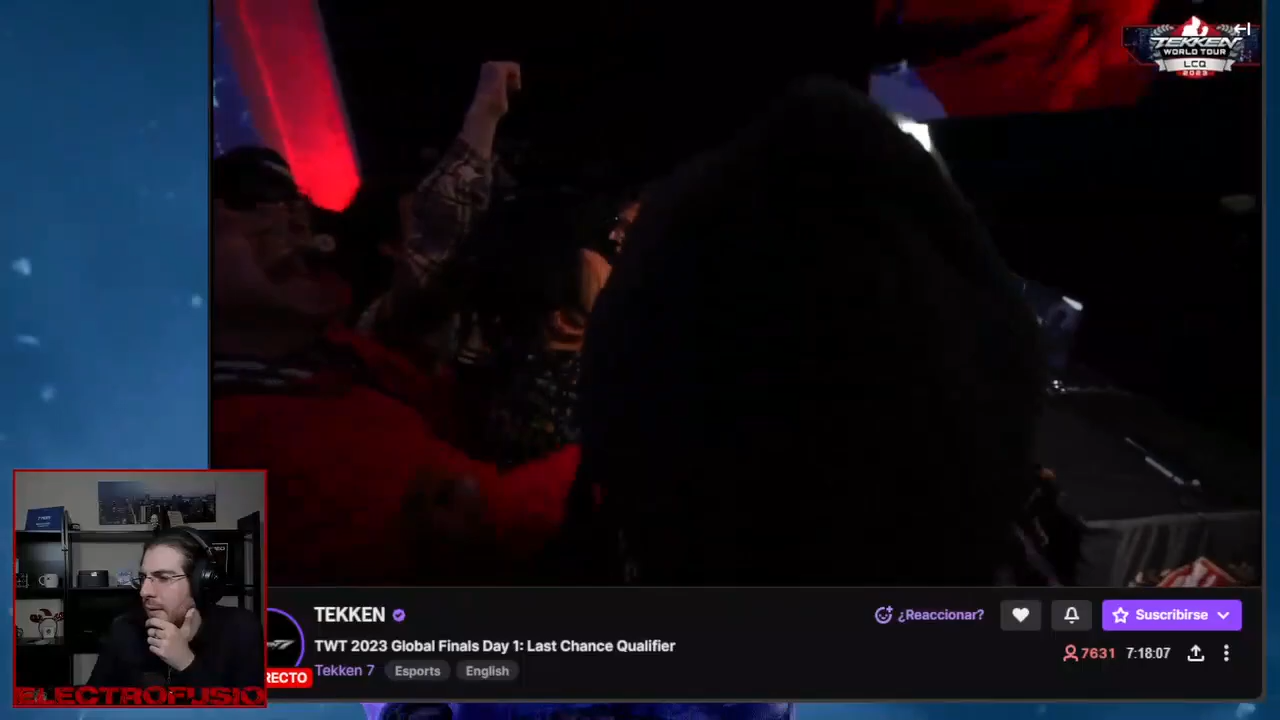 TEKKEN
WORLD TOUR
LCQ
2023
TEKKEN
¿Reaccionar?
Suscribirse
TWT 2023 Global Finals Day 1: Last Chance Qualifier
7631 7:18:07
RECTO
Tekken 7 Esports English
ELECTROFUSIO